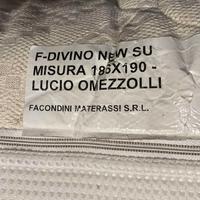 F-DIVINO NEW SU
MISURA 185X190 -
LUCIO OMEZZOLLI
FACONDINI MATERASSI S.R.L.